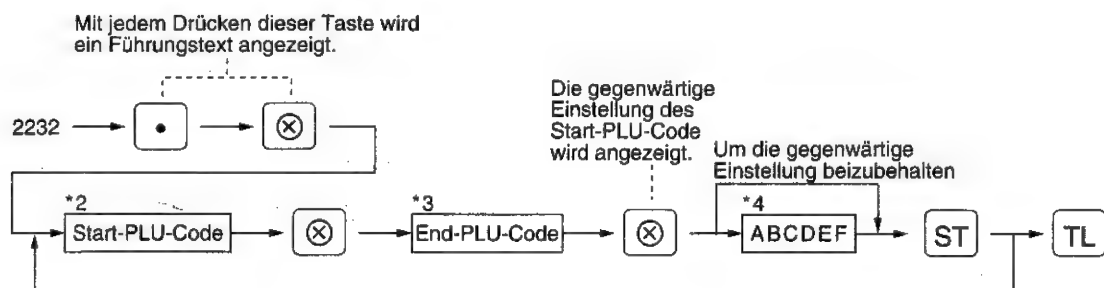 Mit jedem Drücken dieser Taste wird
ein Führungstext angezeigt.
2232 • ⊗
Die gegenwärtige
Einstellung des
Start-PLU-Code
wird angezeigt.
Um die gegenwärtige
Einstellung beizubehalten
*2 *3 *4
Start-PLU-Code ⊗ End-PLU-Code ⊗ ABCDEF ST TL